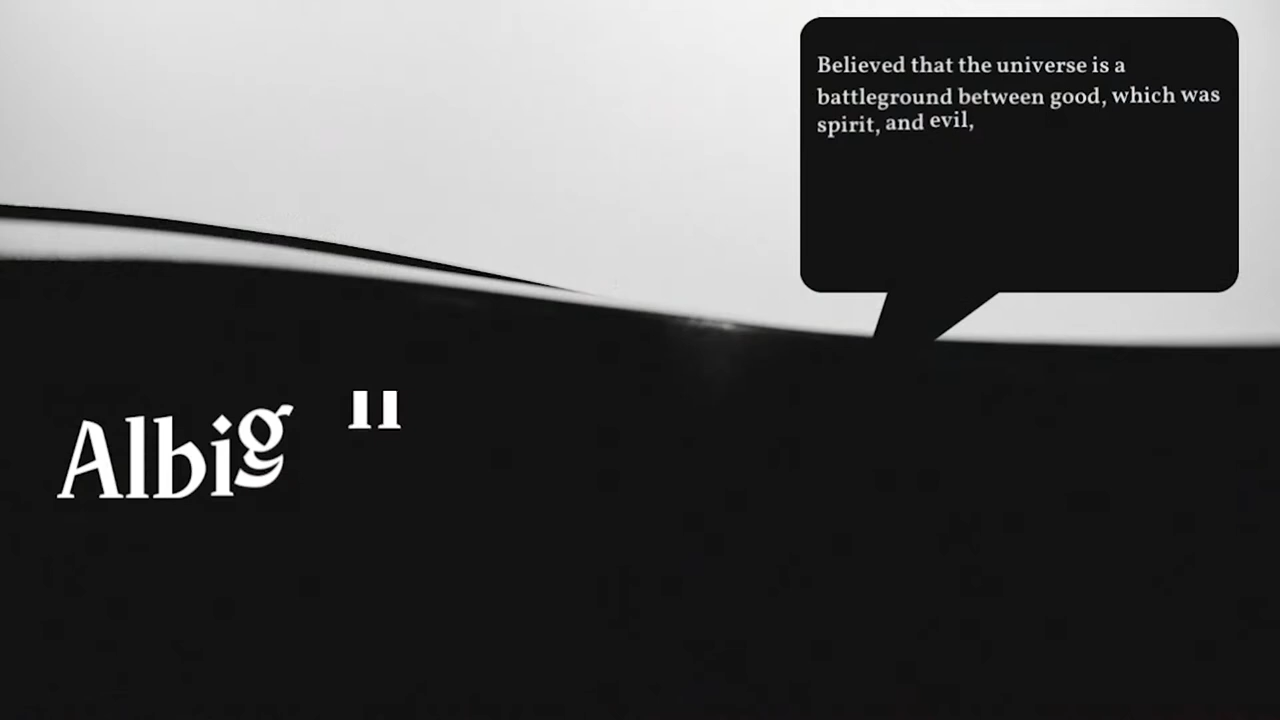 Believed that the universe is a
battleground between good, which was
spirit, and evil,
Albig